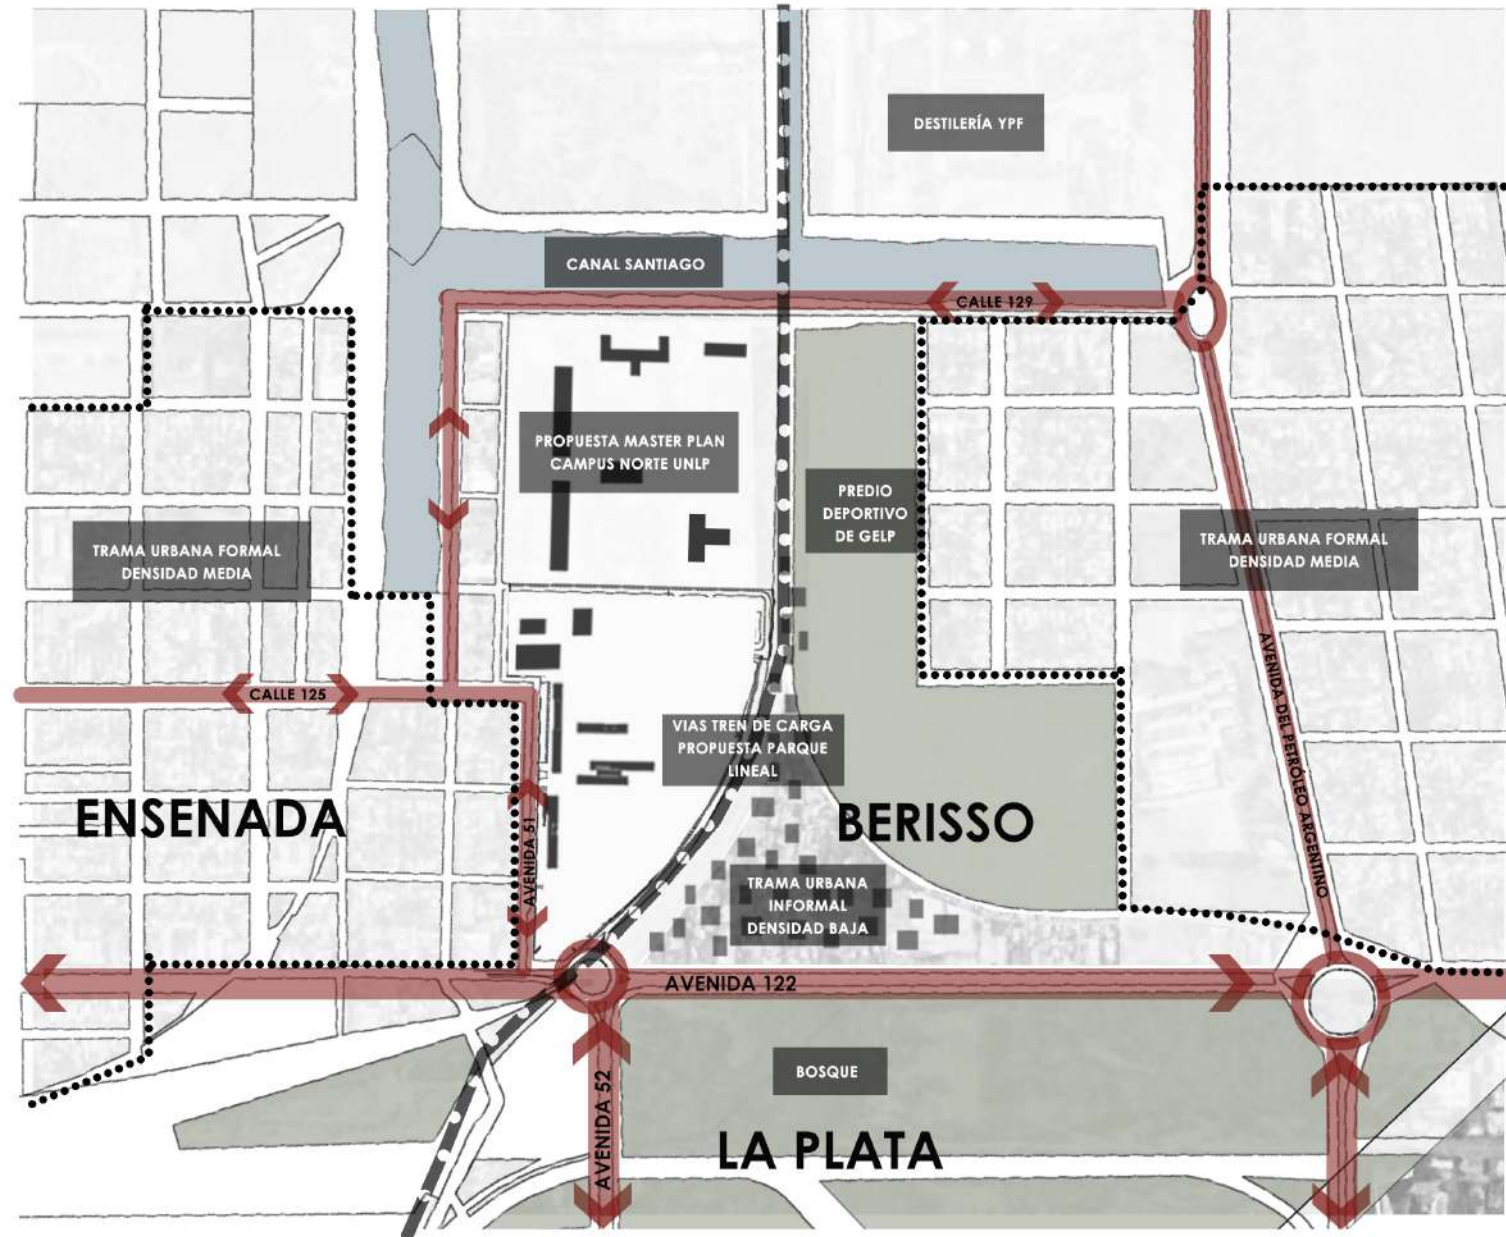 DESTILERÍA YPF
CANAL SANTIAGO
CALLE 129
PROPUESTA MASTER PLAN
CAMPUS NORTE UNLP
PREDIO
DEPORTIVO
DE GELP
TRAMA URBANA FORMAL
DENSIDAD MEDIA
TRAMA URBANA FORMAL
DENSIDAD MEDIA
CALLE 125
VIAS TREN DE CARGA
PROPUESTA PARQUE
LINEAL
AVENIDA DEL PETRÓLEO ARGENTINO
ENSENADA
BERISSO
AVENIDA 51
TRAMA URBANA
INFORMAL
DENSIDAD BAJA
AVENIDA 122
BOSQUE
AVENIDA 52
LA PLATA